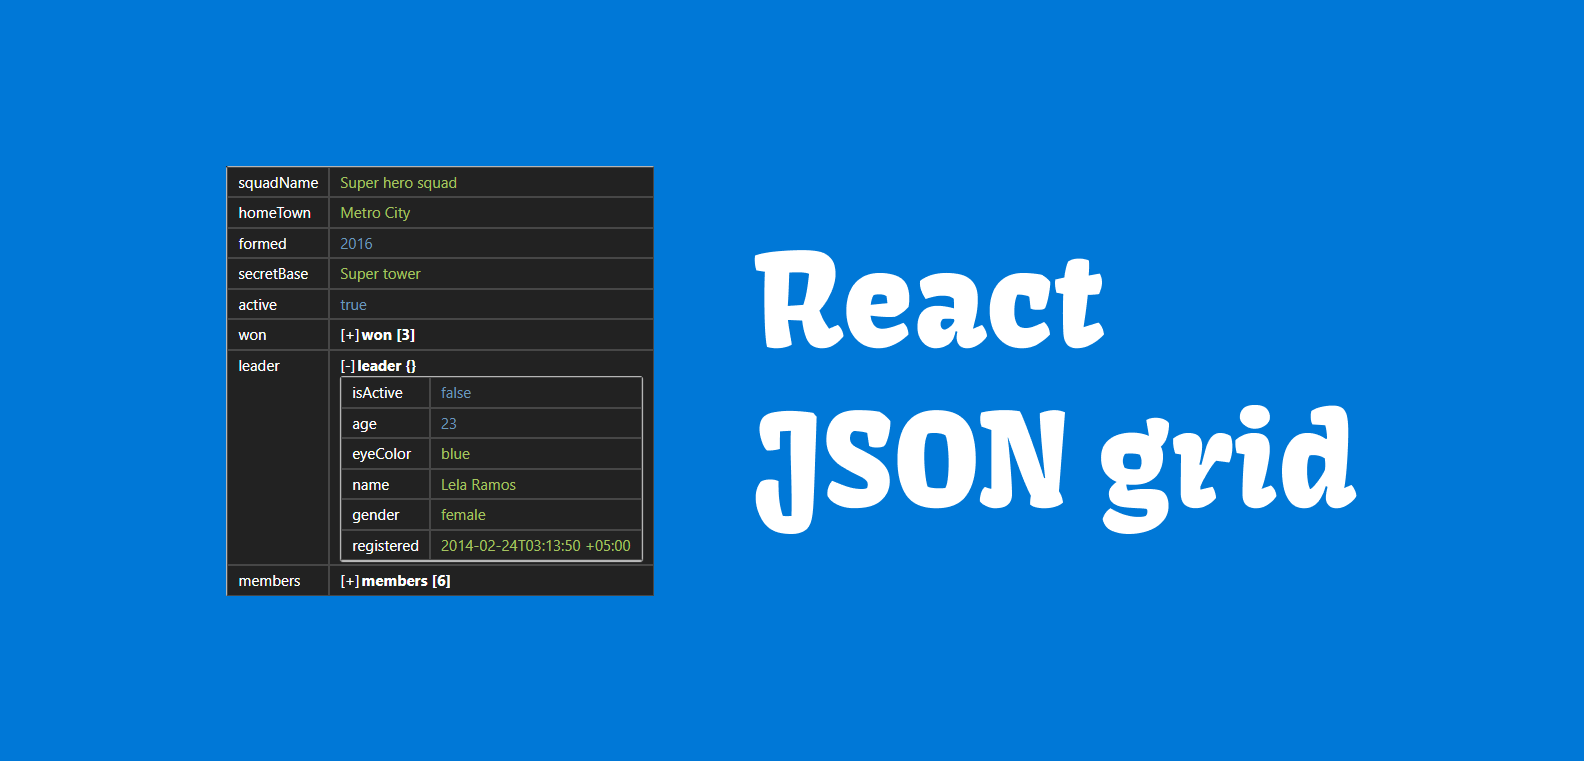 squadName Super hero squad
homeTown Metro City
formed 2016
secretBase Super tower
active true
won [+]won [3]
leader [-]leader {}
isActive false
age 23
eyeColor blue
name Lela Ramos
gender female
registered 2014-02-24T03:13:50 +05:00
members [+]members [6]
React
JSON grid